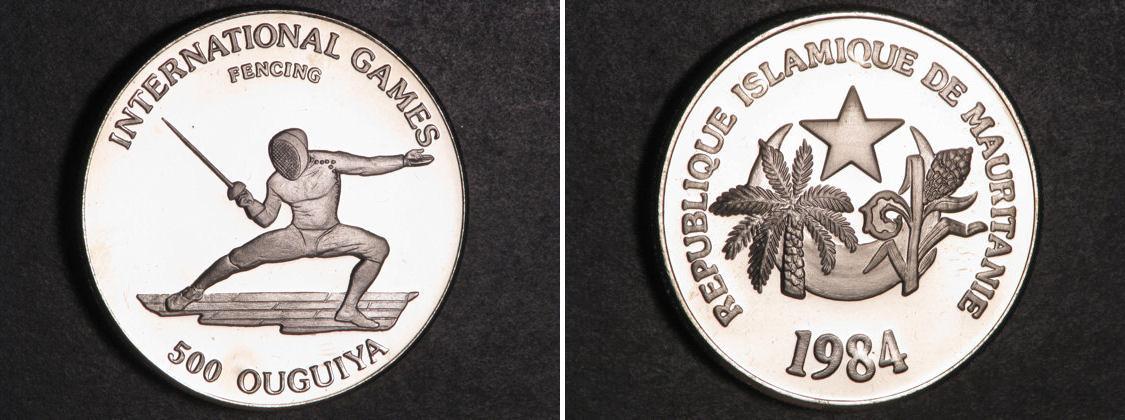 INTERNATIONAL GAMES
FENCING
500 OUGUIYA
REPUBLIQUE ISLAMIQUE DE MAURITANIE
1984